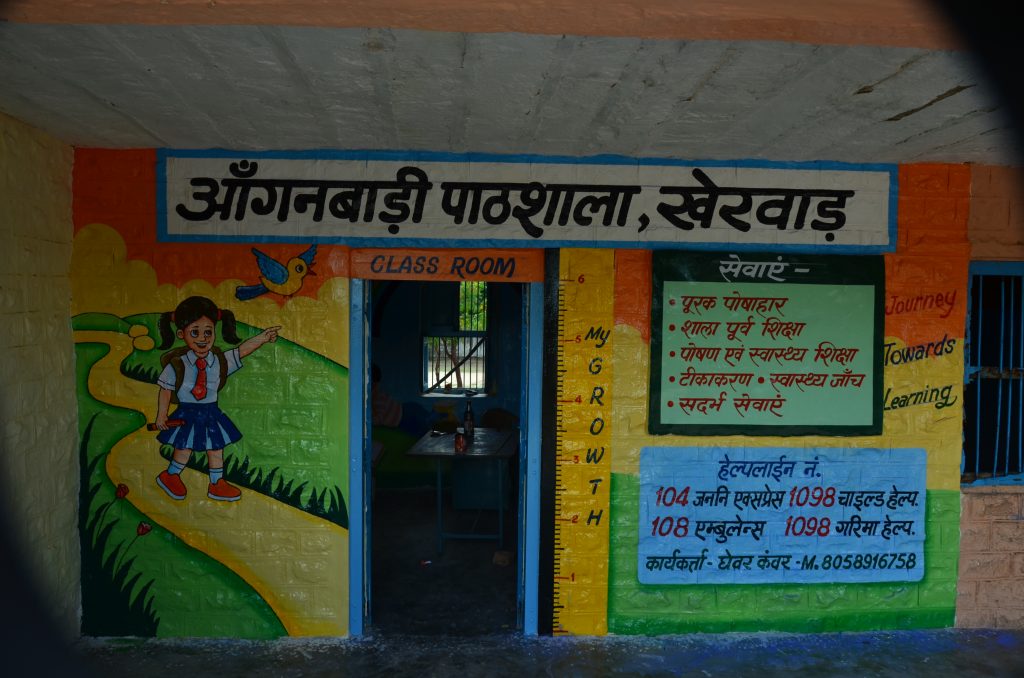 आँगनबाड़ी पाठशाला, खेरवाड़
CLASS ROOM
6
5
4
3
2
1
My
GROWTH
सेवाएं -
• पूरक पोषाहार
• शाला पूर्व शिक्षा
• पोषण एवं स्वास्थ्य शिक्षा
• टीकाकरण • स्वास्थ्य जाँच
• सदर्भ सेवाएं
Journey
Towards
Learning
हेल्पलाईन नं.
104 जननि एक्सप्रेस 1098 चाइल्ड हेल्प.
108 एम्बुलेन्स 1098 गरिमा हेल्प.
कार्यकर्ता - घेवर कंवर -M. 8058916758